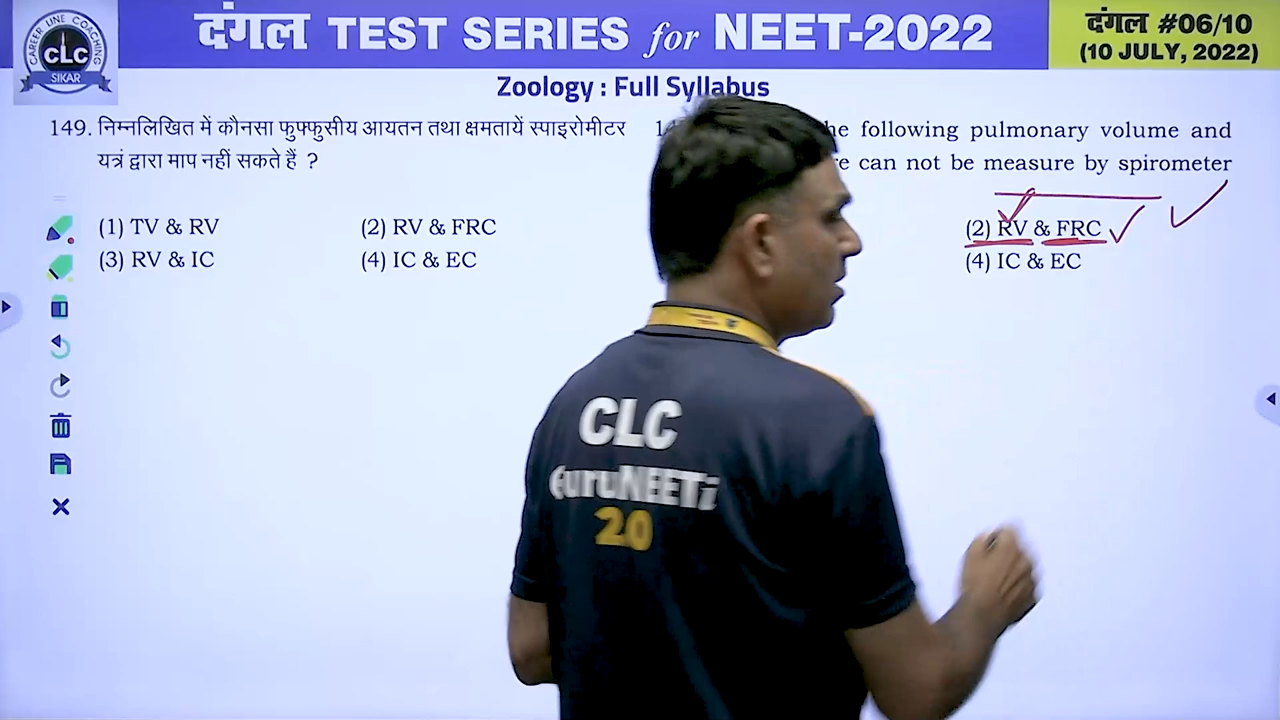 CAREER LINE COACHING
CLC
SIKAR
दंगल TEST SERIES for NEET-2022
दंगल #06/10
(10 JULY, 2022)
Zoology : Full Syllabus
149. निम्नलिखित में कौनसा फुफ्फुसीय आयतन तथा क्षमतायें स्पाइरोमीटर
यत्रं द्वारा माप नहीं सकते हैं ?
(1) TV & RV (2) RV & FRC
(3) RV & IC (4) IC & EC
he following pulmonary volume and
can not be measure by spirometer
(2) RV & FRC
(4) IC & EC
CLC
GuruNEETi
20